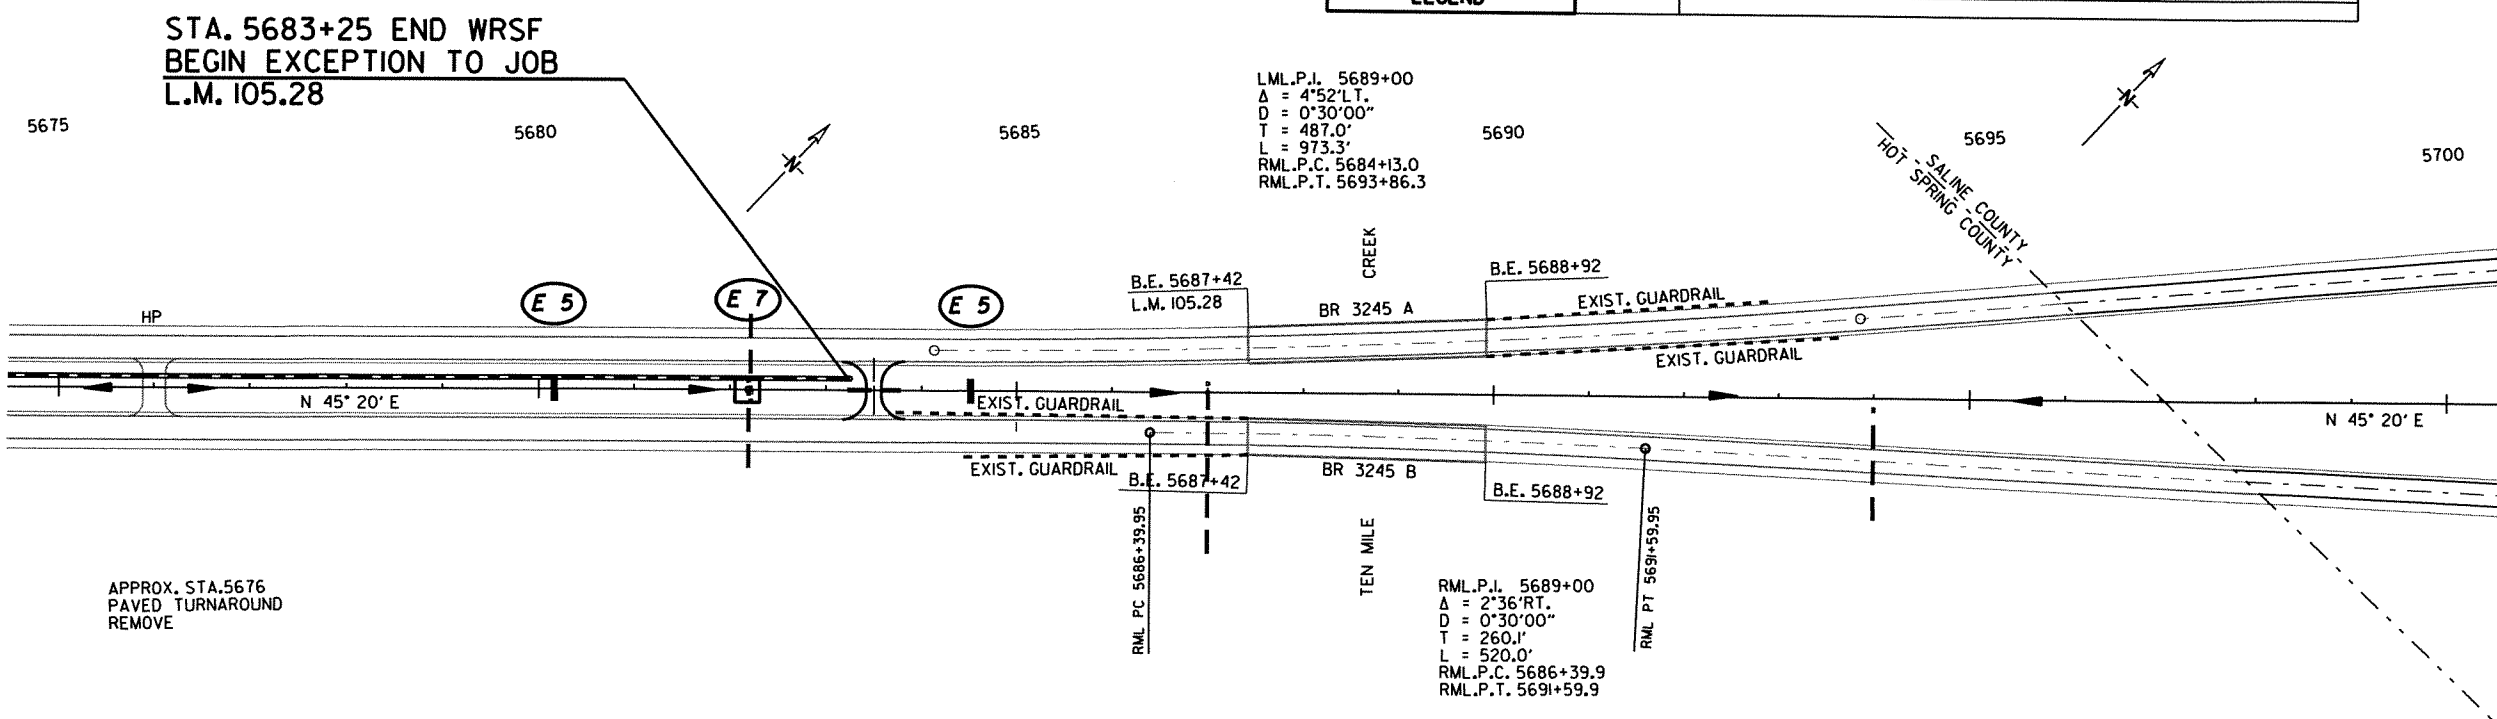 LEGEND
STA. 5683+25 END WRSF
BEGIN EXCEPTION TO JOB
L.M. 105.28
LML.P.I. 5689+00
Δ = 4°52'LT.
D = 0°30'00"
T = 487.0'
L = 973.3'
RML.P.C. 5684+13.0
RML.P.T. 5693+86.3
5675
5680
5685
5690
5695
5700
N
N
SALINE COUNTY
HOT SPRING COUNTY
CREEK
B.E. 5687+42
L.M. 105.28
B.E. 5688+92
E 5
E 7
E 5
HP
BR 3245 A
EXIST. GUARDRAIL
EXIST. GUARDRAIL
N 45° 20' E
EXIST. GUARDRAIL
N 45° 20' E
EXIST. GUARDRAIL
B.E. 5687+42
BR 3245 B
B.E. 5688+92
RML PC 5686+39.95
TEN MILE
RML PT 5691+59.95
APPROX. STA.5676
PAVED TURNAROUND
REMOVE
RML.P.I. 5689+00
Δ = 2°36'RT.
D = 0°30'00"
T = 260.1'
L = 520.0'
RML.P.C. 5686+39.9
RML.P.T. 5691+59.9